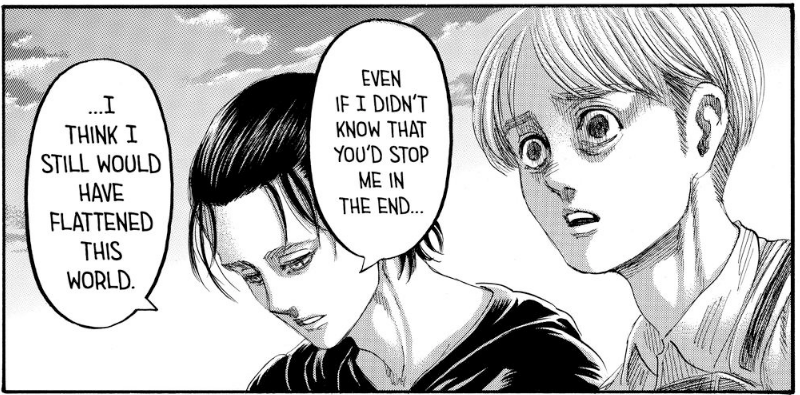 EVEN
IF I DIDN'T
KNOW THAT
YOU'D STOP
ME IN
THE END...
...I
THINK I
STILL WOULD
HAVE
FLATTENED
THIS
WORLD.